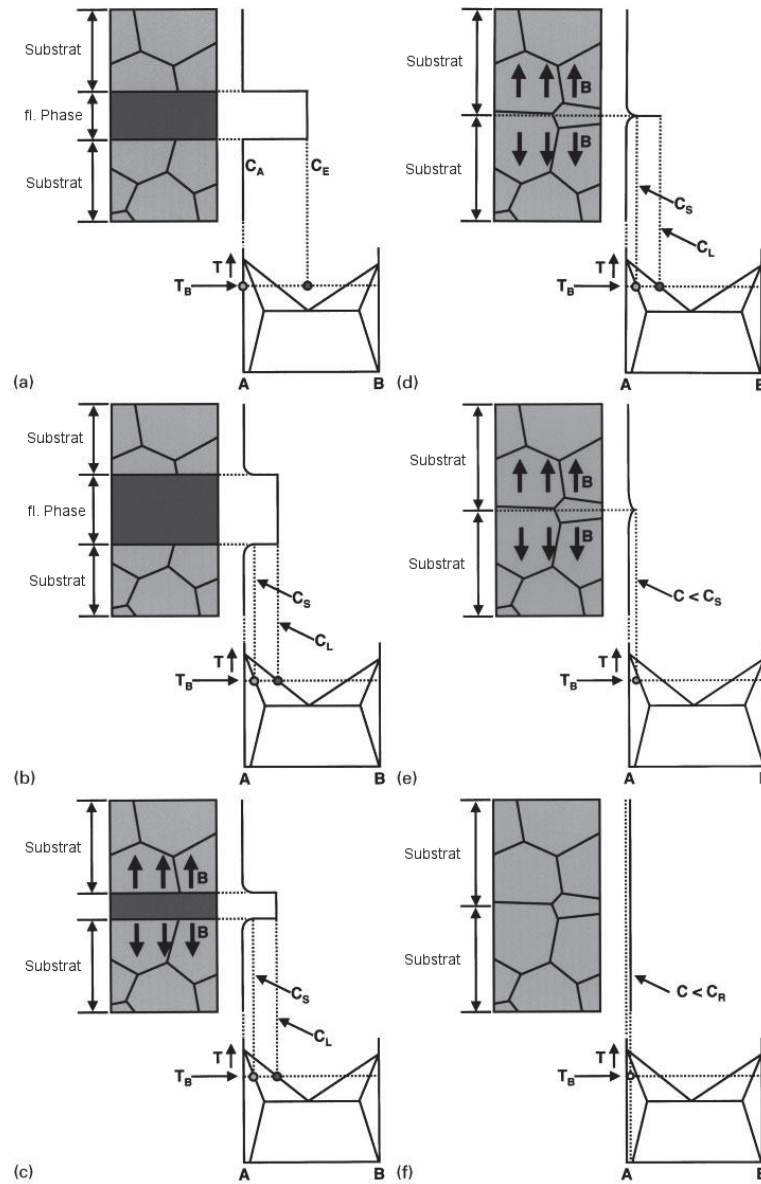 Substrat
fl. Phase
Substrat
C_A
C_E
T
T_B
A
B
(a)
Substrat
fl. Phase
Substrat
C_S
C_L
T
T_B
A
B
(b)
Substrat
B
B
Substrat
C_S
C_L
T
T_B
A
B
(c)
Substrat
B
B
Substrat
C_S
C_L
T
T_B
A
(d)
Substrat
B
B
Substrat
C < C_S
T
T_B
A
(e)
Substrat
Substrat
C < C_R
T
T_B
A
(f)